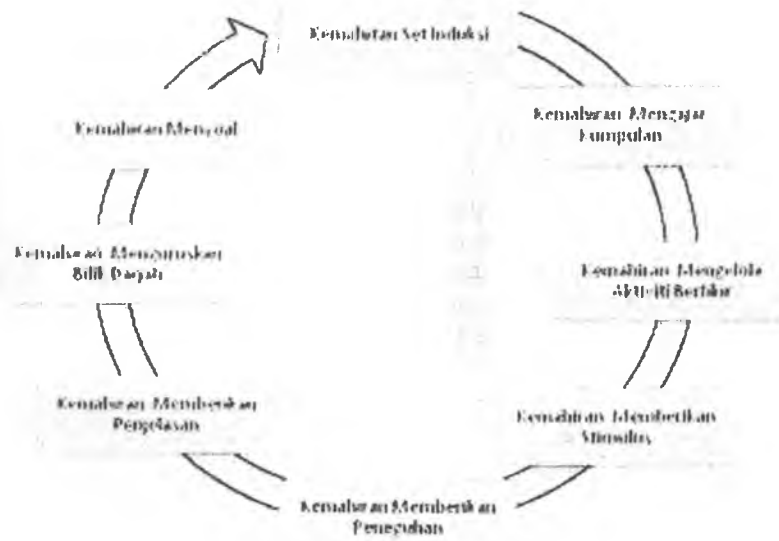 Kemahiran Set Induksi
Kemahiran Mengajar
Kumpulan
Kemahiran Mengelola
Aktiviti Berfikir
Kemahiran Memberikan
Stimulus
Kemahiran Memberikan
Peneguhan
Kemahiran Memberikan
Penjelasan
Kemahiran Menguruskan
Bilik Darjah
Kemahiran Menyoal